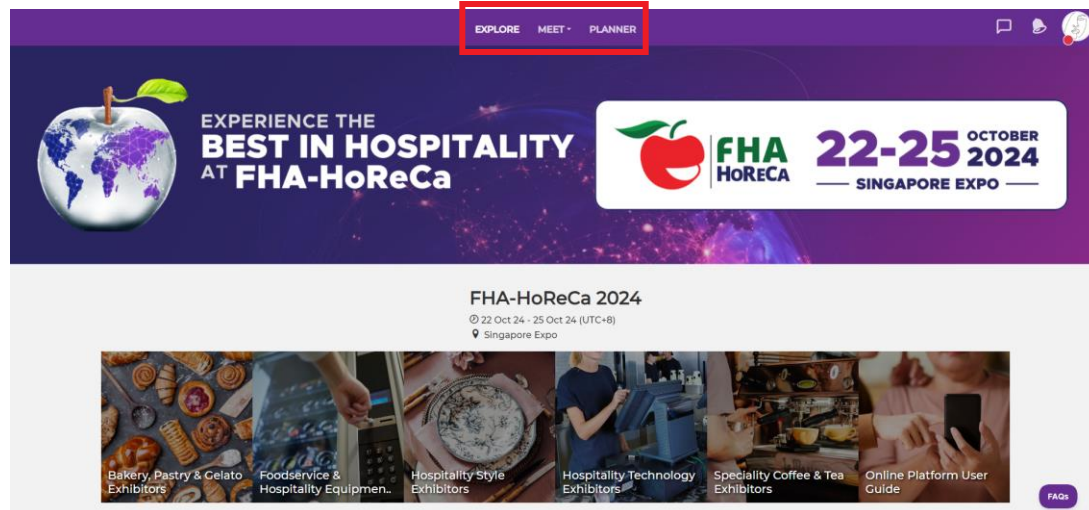 EXPLORE MEET PLANNER
EXPERIENCE THE
BEST IN HOSPITALITY
AT FHA-HoReCa
FHA
HORECA
22-25 OCTOBER 2024
SINGAPORE EXPO
FHA-HoReCa 2024
22 Oct 24 - 25 Oct 24 (UTC+8)
Singapore Expo
Bakery, Pastry & Gelato
Exhibitors
Foodservice &
Hospitality Equipmen..
Hospitality Style
Exhibitors
Hospitality Technology
Exhibitors
Speciality Coffee & Tea
Exhibitors
Online Platform User
Guide
FAQs